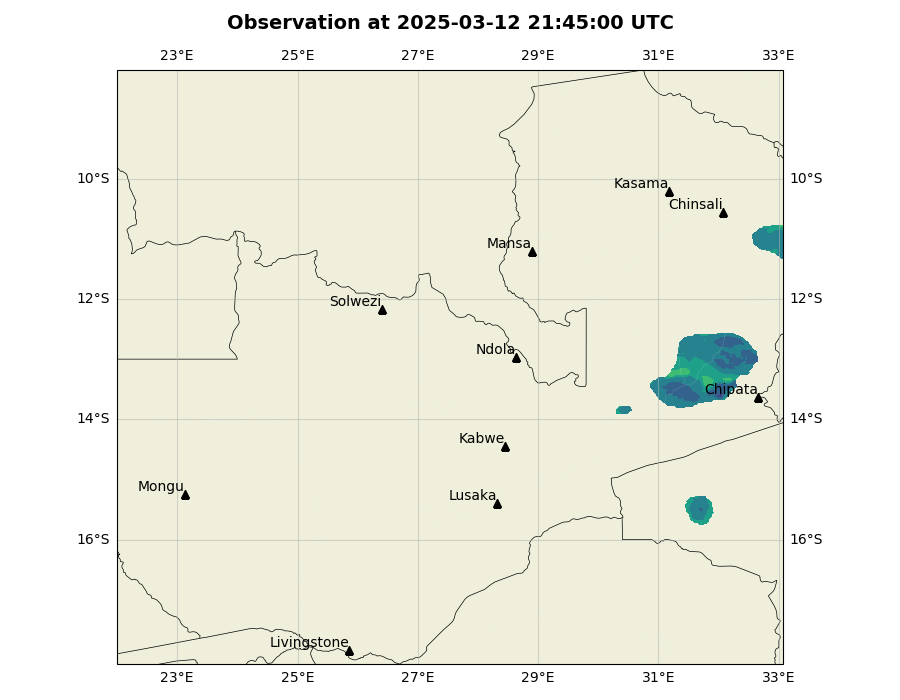 Observation at 2025-03-12 21:45:00 UTC
23°E 25°E 27°E 29°E 31°E 33°E
10°S 10°S
Kasama
Chinsali
Mansa
12°S 12°S
Solwezi
Ndola
Chipata
14°S 14°S
Kabwe
Mongu
Lusaka
16°S 16°S
Livingstone
23°E 25°E 27°E 29°E 31°E 33°E